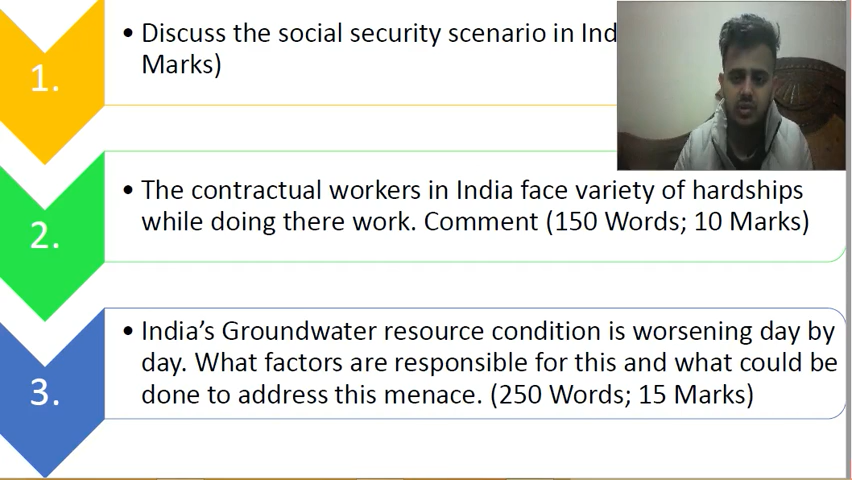 1.
• Discuss the social security scenario in Ind
Marks)
2.
• The contractual workers in India face variety of hardships
while doing there work. Comment (150 Words; 10 Marks)
3.
• India’s Groundwater resource condition is worsening day by
day. What factors are responsible for this and what could be
done to address this menace. (250 Words; 15 Marks)